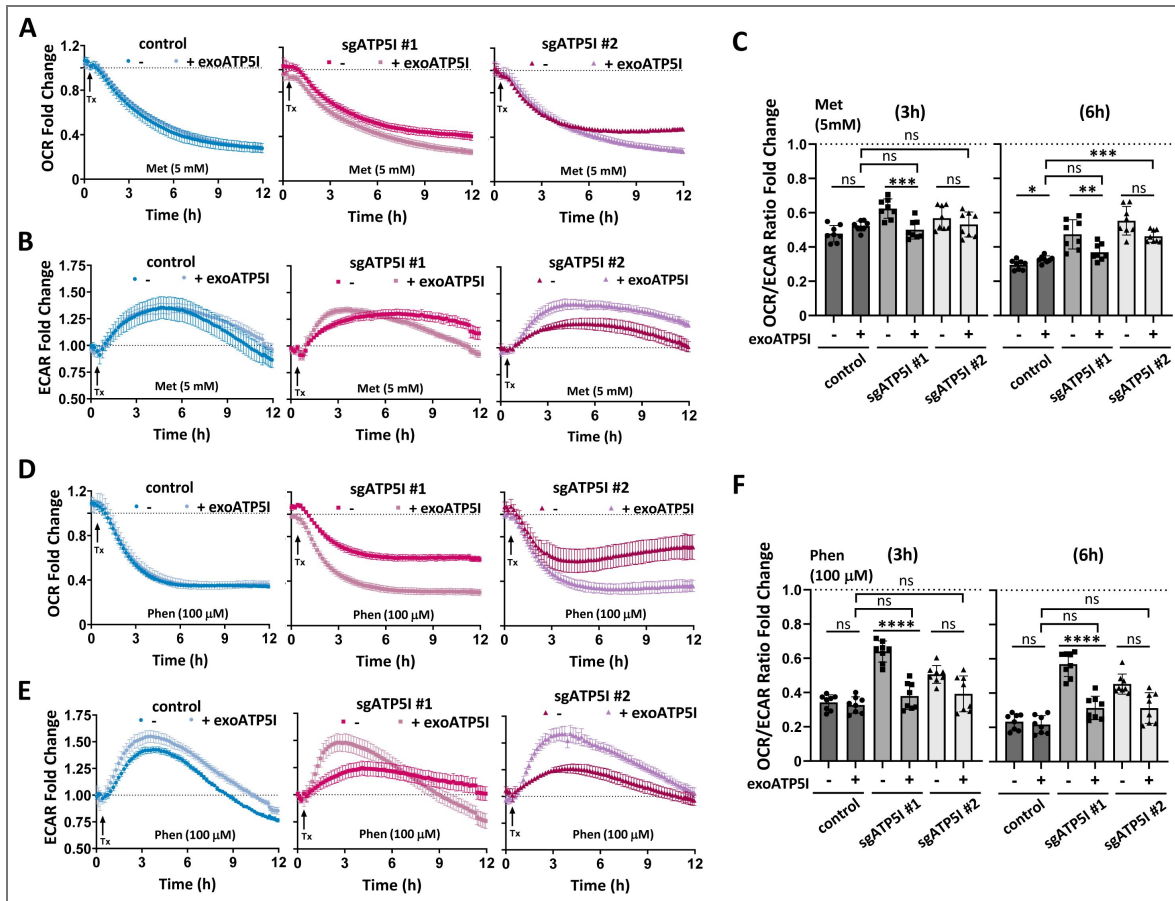 A
control
- + exoATP5I
sgATP5I #1
- + exoATP5I
sgATP5I #2
- + exoATP5I
OCR Fold Change
1.2
1.0
0.8
0.4
0
Tx
Tx
Tx
Met (5 mM)
Met (5 mM)
Met (5 mM)
0 3 6 9 12
0 3 6 9 12
0 3 6 9 12
Time (h)
Time (h)
Time (h)
B
control
- + exoATP5I
sgATP5I #1
- + exoATP5I
sgATP5I #2
- + exoATP5I
ECAR Fold Change
1.75
1.50
1.25
1.00
0.75
0.50
Tx
Tx
Tx
Met (5 mM)
Met (5 mM)
Met (5 mM)
0 3 6 9 12
0 3 6 9 12
0 3 6 9 12
Time (h)
Time (h)
Time (h)
C
Met
(5mM)
(3h)
(6h)
OCR/ECAR Ratio Fold Change
1.0
0.8
0.6
0.4
0.2
0
ns
ns
ns
***
ns
***
ns
*
**
ns
exoATP5I
- + - + - +
- + - + - +
control
sgATP5I #1
sgATP5I #2
control
sgATP5I #1
sgATP5I #2
D
control
- + exoATP5I
sgATP5I #1
- + exoATP5I
sgATP5I #2
- + exoATP5I
OCR Fold Change
1.2
1.0
0.8
0.4
0
Tx
Tx
Tx
Phen (100 µM)
Phen (100 µM)
Phen (100 µM)
0 3 6 9 12
0 3 6 9 12
0 3 6 9 12
Time (h)
Time (h)
Time (h)
E
control
- + exoATP5I
sgATP5I #1
- + exoATP5I
sgATP5I #2
- + exoATP5I
ECAR Fold Change
1.75
1.50
1.25
1.00
0.75
0.50
Tx
Tx
Tx
Phen (100 µM)
Phen (100 µM)
Phen (100 µM)
0 3 6 9 12
0 3 6 9 12
0 3 6 9 12
Time (h)
Time (h)
Time (h)
F
Phen
(100 µM)
(3h)
(6h)
OCR/ECAR Ratio Fold Change
1.0
0.8
0.6
0.4
0.2
0
ns
ns
ns
****
ns
ns
ns
ns
****
ns
exoATP5I
- + - + - +
- + - + - +
control
sgATP5I #1
sgATP5I #2
control
sgATP5I #1
sgATP5I #2